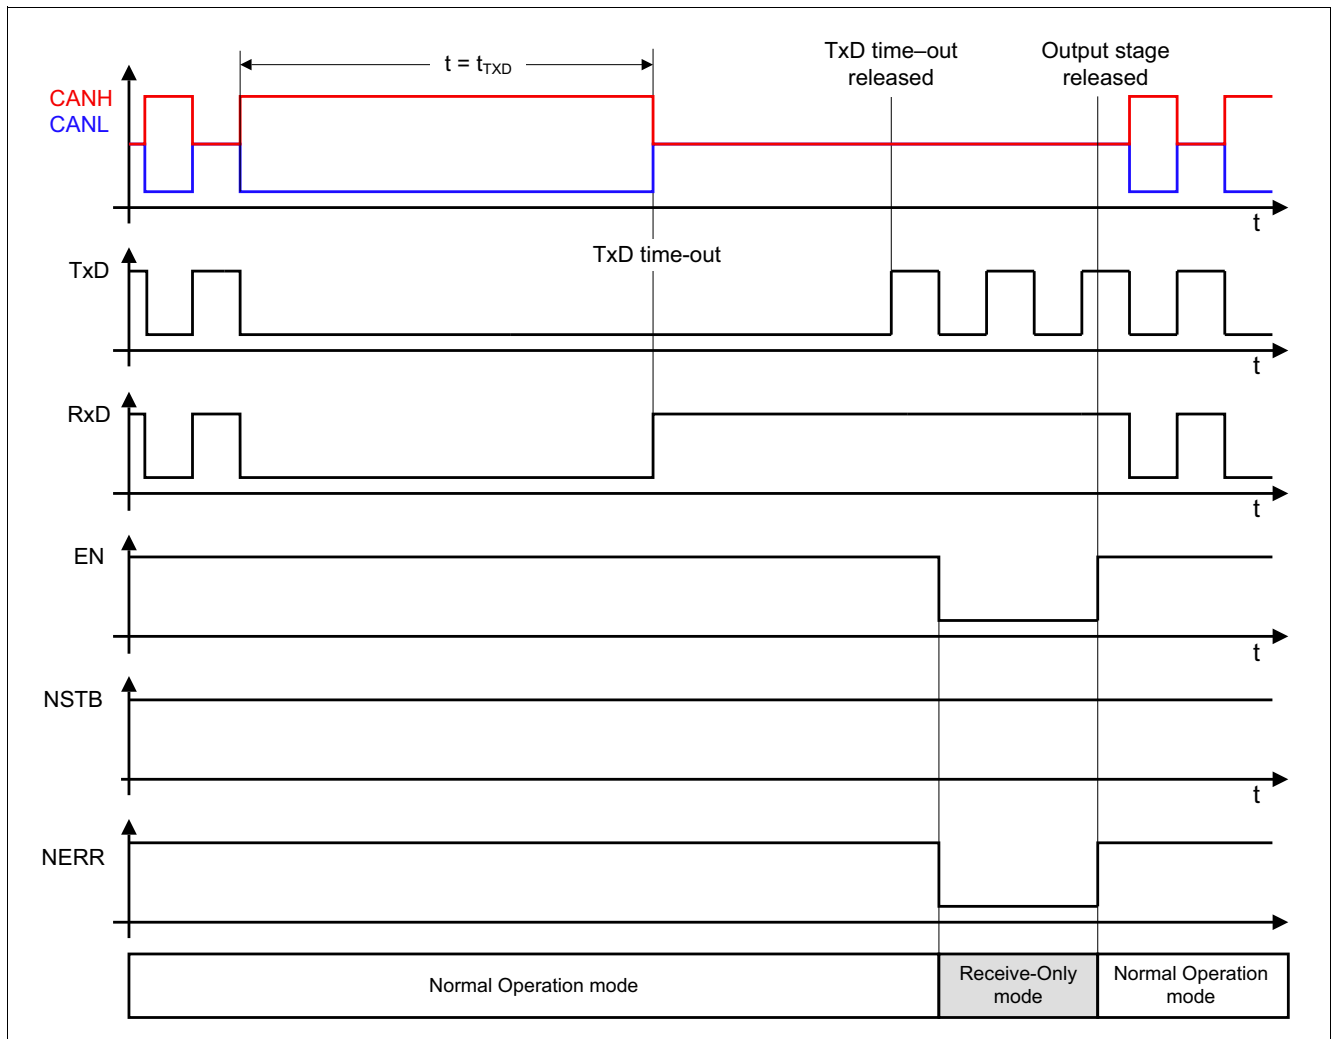 TxD time–out
released
Output stage
released
t = tTXD
CANH
CANL
t
TxD time-out
TxD
t
RxD
t
EN
t
NSTB
t
NERR
Normal Operation mode
Receive-Only
mode
Normal Operation
mode